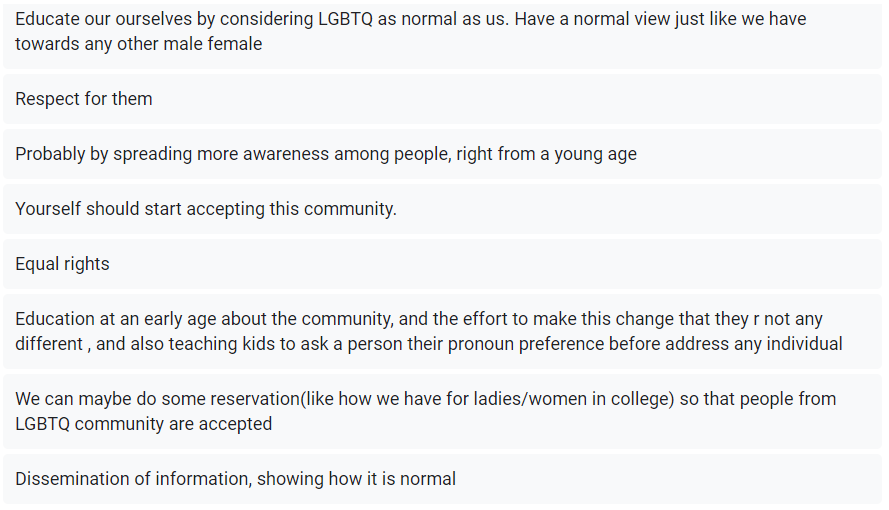 Educate our ourselves by considering LGBTQ as normal as us. Have a normal view just like we have
towards any other male female
Respect for them
Probably by spreading more awareness among people, right from a young age
Yourself should start accepting this community.
Equal rights
Education at an early age about the community, and the effort to make this change that they r not any
different , and also teaching kids to ask a person their pronoun preference before address any individual
We can maybe do some reservation(like how we have for ladies/women in college) so that people from
LGBTQ community are accepted
Dissemination of information, showing how it is normal